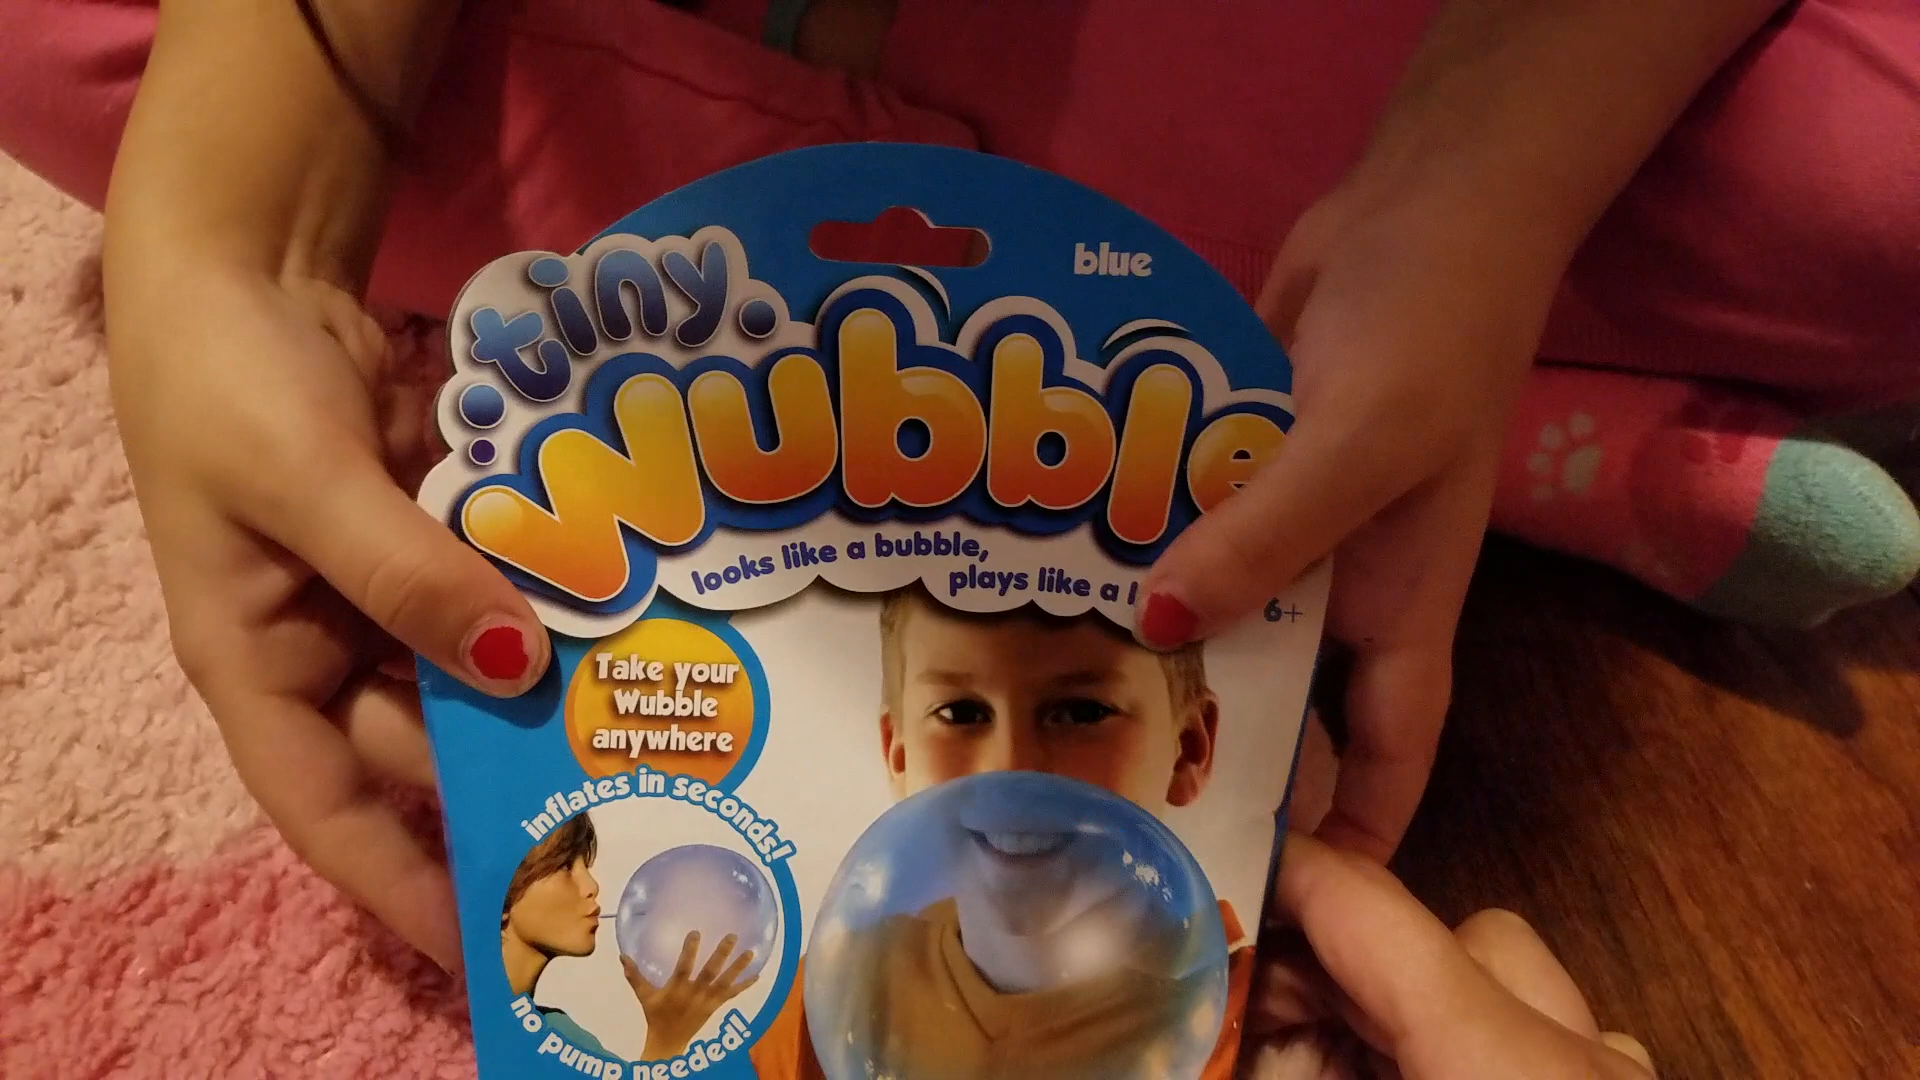 blue
tiny
wubble
looks like a bubble,
plays like a
6+
Take your
Wubble
anywhere
inflates in seconds!
no pump needed!